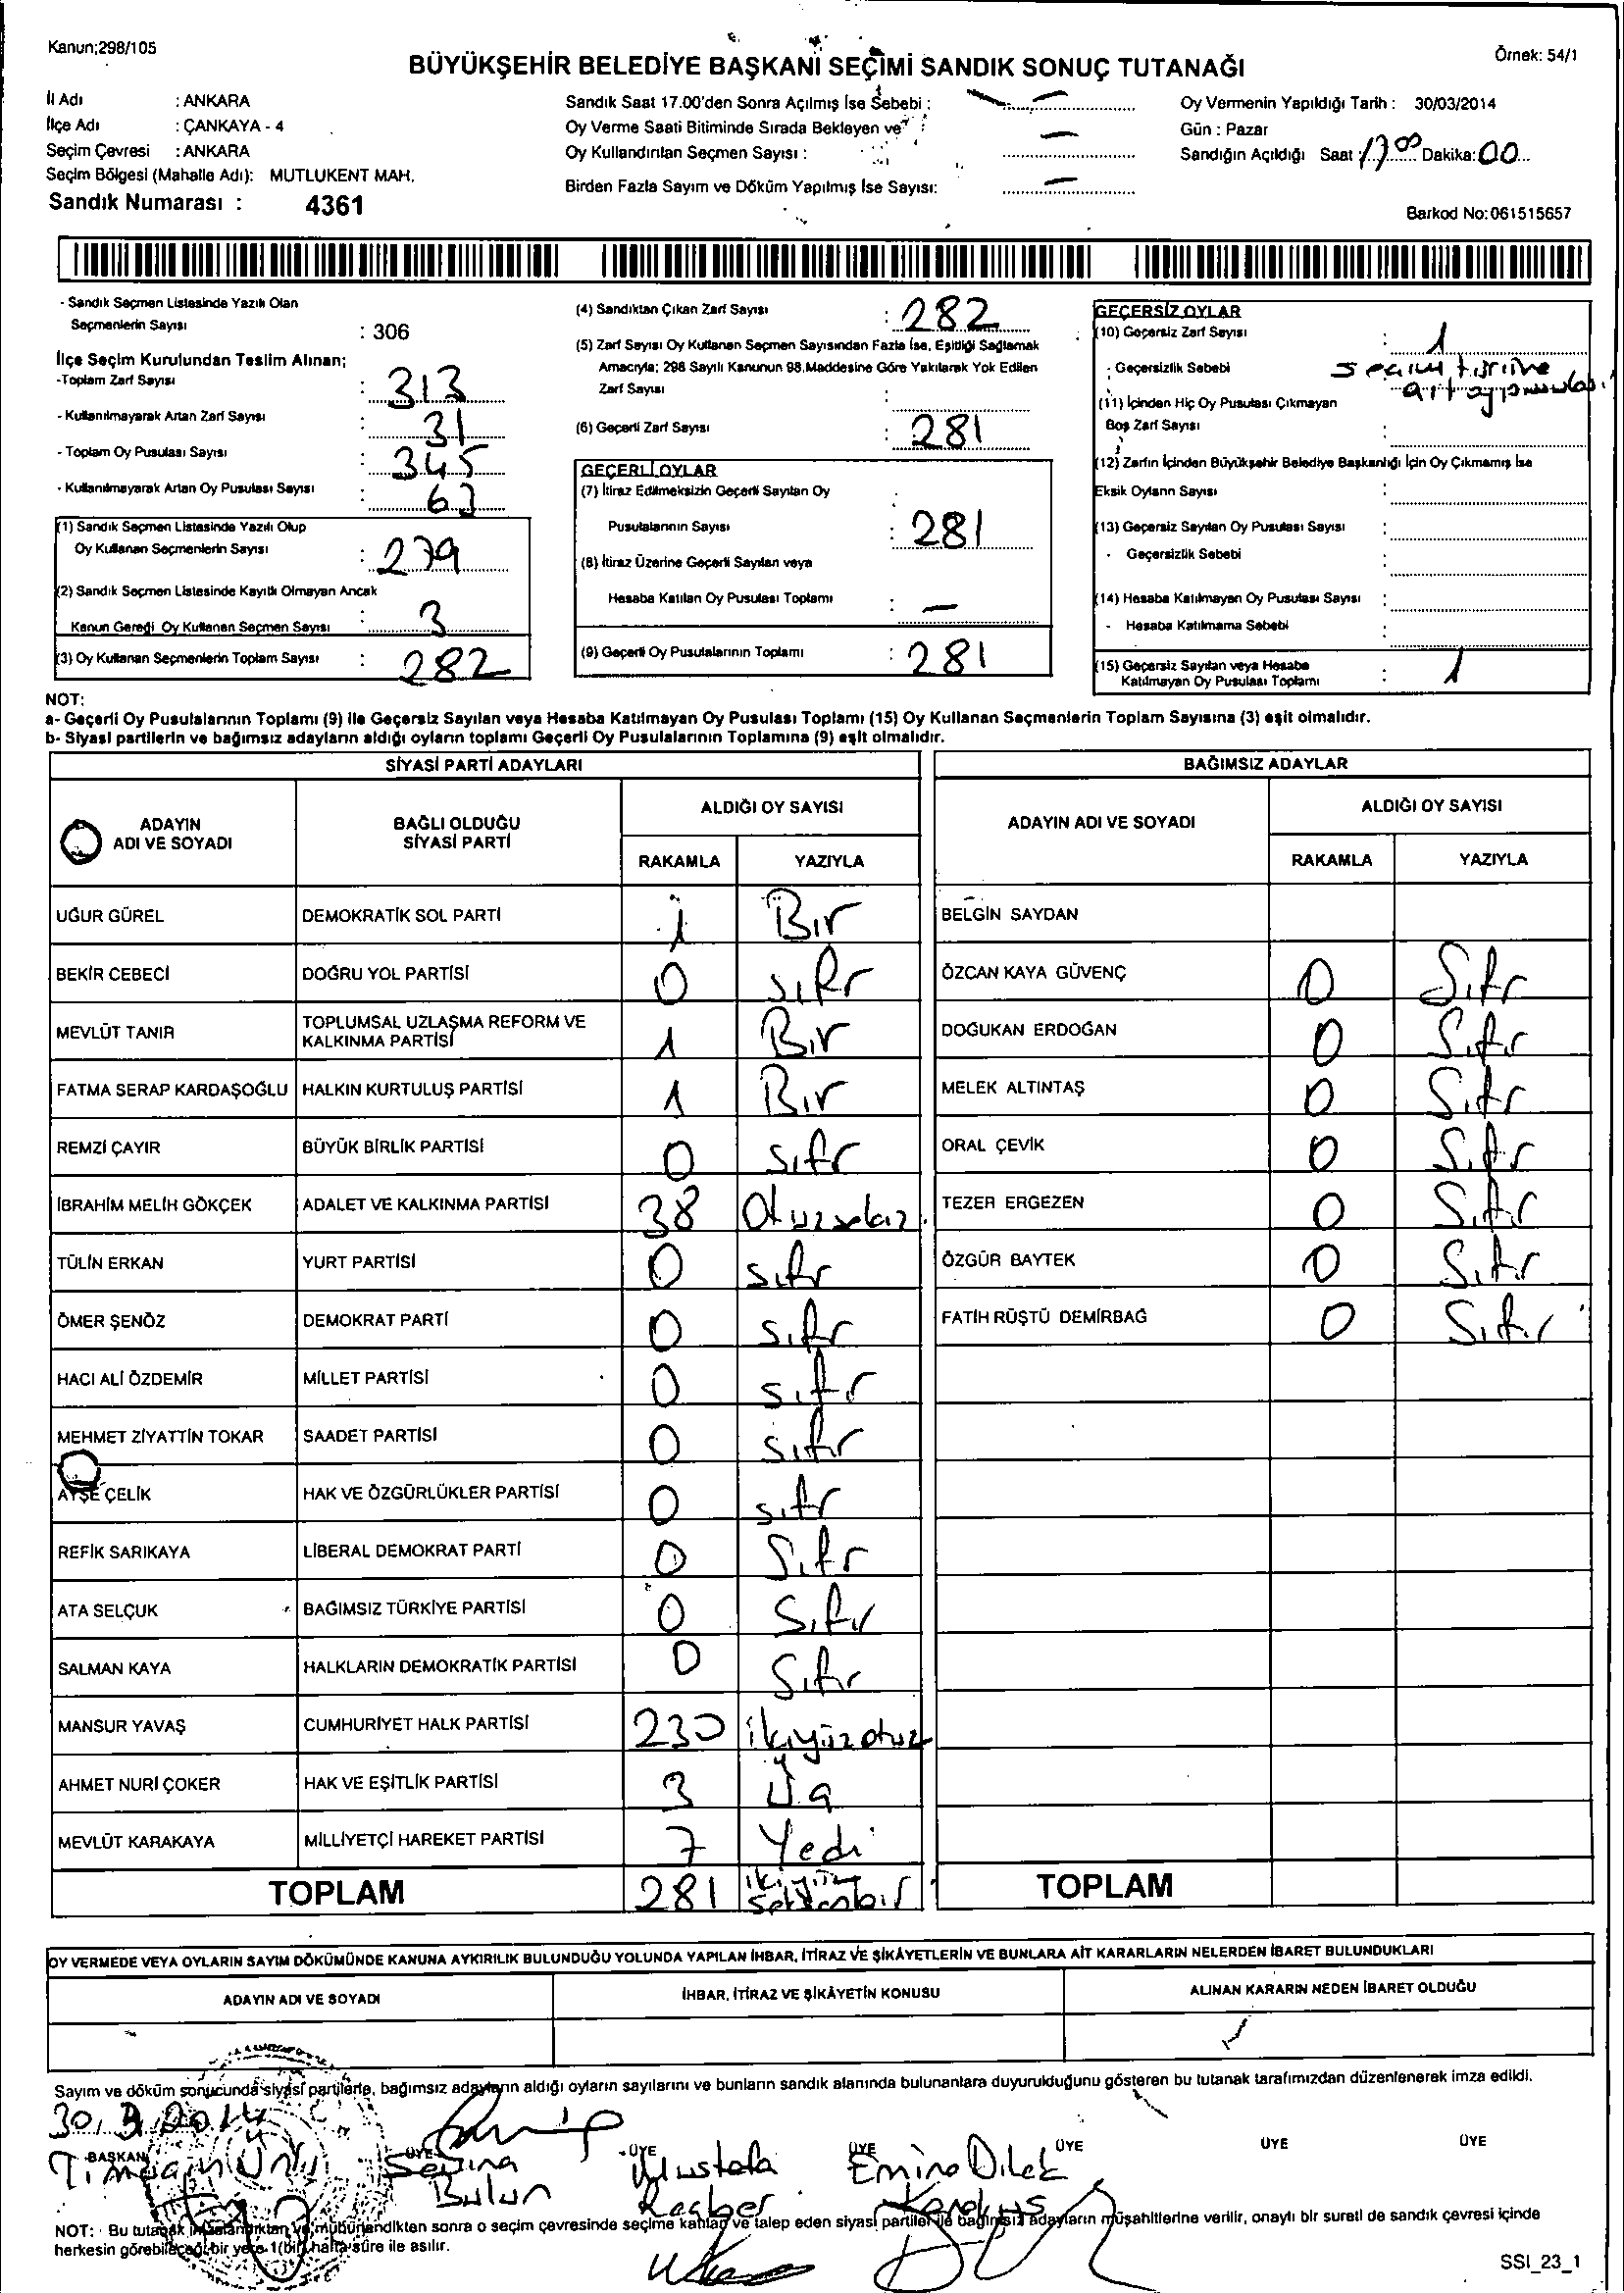 Kanun;298/105
Örnek: 54/1
BÜYÜKŞEHİR BELEDİYE BAŞKANI SEÇİMİ SANDIK SONUÇ TUTANAĞI
İl Adı : ANKARA
İlçe Adı : ÇANKAYA - 4
Seçim Çevresi : ANKARA
Seçim Bölgesi (Mahalle Adı): MUTLUKENT MAH.
Sandık Numarası : 4361
Sandık Saat 17.00'den Sonra Açılmış İse Sebebi : —
Oy Verme Saati Bitiminde Sırada Bekleyen ve
Oy Kullandırılan Seçmen Sayısı : —
Birden Fazla Sayım ve Döküm Yapılmış İse Sayısı: —
Oy Vermenin Yapıldığı Tarih : 30/03/2014
Gün : Pazar
Sandığın Açıldığı Saat 17.00 Dakika: 00
Barkod No:061515657
- Sandık Seçmen Listesinde Yazılı Olan
Seçmenlerin Sayısı : 306
İlçe Seçim Kurulundan Teslim Alınan;
-Toplam Zarf Sayısı : 313
- Kullanılmayarak Artan Zarf Sayısı : 31
- Toplam Oy Pusulası Sayısı : 345
- Kullanılmayarak Artan Oy Pusulası Sayısı : 63
(1) Sandık Seçmen Listesinde Yazılı Olup
Oy Kullanan Seçmenlerin Sayısı : 279
(2) Sandık Seçmen Listesinde Kayıtlı Olmayan Ancak
Kanun Gereği Oy Kullanan Seçmen Sayısı : 3
(3) Oy Kullanan Seçmenlerin Toplam Sayısı : 282
(4) Sandıktan Çıkan Zarf Sayısı : 282
(5) Zarf Sayısı Oy Kullanan Seçmen Sayısından Fazla İse, Eşitliği Sağlamak
Amacıyla; 298 Sayılı Kanunun 98.Maddesine Göre Yakılarak Yok Edilen
Zarf Sayısı :
(6) Geçerli Zarf Sayısı : 281
GEÇERLİ OYLAR
(7) İtiraz Edilmeksizin Geçerli Sayılan Oy
Pusulalarının Sayısı : 281
(8) İtiraz Üzerine Geçerli Sayılan veya
Hesaba Katılan Oy Pusulası Toplamı : —
(9) Geçerli Oy Pusulalarının Toplamı : 281
GEÇERSİZ OYLAR
(10) Geçersiz Zarf Sayısı : 1
- Geçersizlik Sebebi
(11) İçinden Hiç Oy Pusulası Çıkmayan
Boş Zarf Sayısı :
(12) Zarfın İçinden Büyükşehir Belediye Başkanlığı İçin Oy Çıkmamış İse
Eksik Oyların Sayısı :
(13) Geçersiz Sayılan Oy Pusulası Sayısı :
- Geçersizlik Sebebi
(14) Hesaba Katılmayan Oy Pusulası Sayısı :
- Hesaba Katılmama Sebebi :
(15) Geçersiz Sayılan veya Hesaba
Katılmayan Oy Pusulası Toplamı : 1
NOT:
a- Geçerli Oy Pusulalarının Toplamı (9) ile Geçersiz Sayılan veya Hesaba Katılmayan Oy Pusulası Toplamı (15) Oy Kullanan Seçmenlerin Toplam Sayısına (3) eşit olmalıdır.
b- Siyasi partilerin ve bağımsız adayların aldığı oyların toplamı Geçerli Oy Pusulalarının Toplamına (9) eşit olmalıdır.
SİYASİ PARTİ ADAYLARI
ADAYIN ADI VE SOYADI BAĞLI OLDUĞU SİYASİ PARTİ ALDIĞI OY SAYISI
RAKAMLA YAZIYLA
UĞUR GÜREL DEMOKRATİK SOL PARTİ 1 Bir
BEKİR CEBECİ DOĞRU YOL PARTİSİ 0 sıfır
MEVLÜT TANIR TOPLUMSAL UZLAŞMA REFORM VE KALKINMA PARTİSİ 1 Bir
FATMA SERAP KARDAŞOĞLU HALKIN KURTULUŞ PARTİSİ 1 Bir
REMZİ ÇAYIR BÜYÜK BİRLİK PARTİSİ 0 sıfır
İBRAHİM MELİH GÖKÇEK ADALET VE KALKINMA PARTİSİ 38 Otuzsekiz
TÜLİN ERKAN YURT PARTİSİ 0 sıfır
ÖMER ŞENÖZ DEMOKRAT PARTİ 0 sıfır
HACI ALİ ÖZDEMİR MİLLET PARTİSİ 0 sıfır
MEHMET ZİYATTİN TOKAR SAADET PARTİSİ 0 sıfır
AYŞE ÇELİK HAK VE ÖZGÜRLÜKLER PARTİSİ 0 sıfır
REFİK SARIKAYA LİBERAL DEMOKRAT PARTİ 0 Sıfır
ATA SELÇUK BAĞIMSIZ TÜRKİYE PARTİSİ 0 Sıfır
SALMAN KAYA HALKLARIN DEMOKRATİK PARTİSİ 0 Sıfır
MANSUR YAVAŞ CUMHURİYET HALK PARTİSİ 230 ikiyüzotuz
AHMET NURİ ÇOKER HAK VE EŞİTLİK PARTİSİ 3 Üç
MEVLÜT KARAKAYA MİLLİYETÇİ HAREKET PARTİSİ 7 Yedi
TOPLAM 281 ikiyüz seksenbir
BAĞIMSIZ ADAYLAR
ADAYIN ADI VE SOYADI ALDIĞI OY SAYISI
RAKAMLA YAZIYLA
BELGİN SAYDAN
ÖZCAN KAYA GÜVENÇ 0 Sıfır
DOĞUKAN ERDOĞAN 0 Sıfır
MELEK ALTINTAŞ 0 Sıfır
ORAL ÇEVİK 0 Sıfır
TEZER ERGEZEN 0 Sıfır
ÖZGÜR BAYTEK 0 Sıfır
FATİH RÜŞTÜ DEMİRBAĞ 0 Sıfır
TOPLAM
OY VERMEDE VEYA OYLARIN SAYIM DÖKÜMÜNDE KANUNA AYKIRILIK BULUNDUĞU YOLUNDA YAPILAN İHBAR, İTİRAZ VE ŞİKÂYETLERİN VE BUNLARA AİT KARARLARIN NELERDEN İBARET BULUNDUKLARI
ADAYIN ADI VE SOYADI İHBAR, İTİRAZ VE ŞİKÂYETİN KONUSU ALINAN KARARIN NEDEN İBARET OLDUĞU
Sayım ve döküm sonucunda siyasi partilerle, bağımsız adayların aldığı oyların sayılarını ve bunların sandık alanında bulunanlara duyurulduğunu gösteren bu tutanak tarafımızdan düzenlenerek imza edildi.
30.3.2014
BAŞKAN ÜYE ÜYE ÜYE ÜYE ÜYE ÜYE
Ünlü Bulun Mustafa Reçber Emine Dilek
NOT: Bu tutanak imzalandıktan ve mühürlendikten sonra o seçim çevresinde seçime katılan ve talep eden siyasi partiler ile bağımsız adayların müşahitlerine verilir, onaylı bir sureti de sandık çevresi içinde
herkesin görebileceği bir yere 1(bir) hafta süre ile asılır.
SSI_23_1